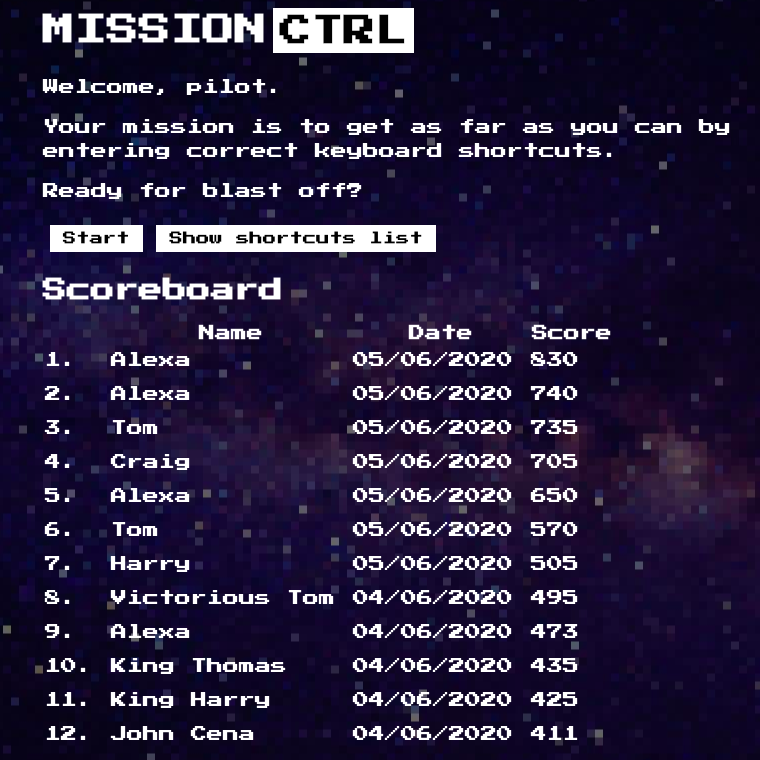 MISSION CTRL
Welcome, pilot.
Your mission is to get as far as you can by
entering correct keyboard shortcuts.
Ready for blast off?
Start Show shortcuts list
Scoreboard
Name Date Score
1. Alexa 05/06/2020 830
2. Alexa 05/06/2020 740
3. Tom 05/06/2020 735
4. Craig 05/06/2020 705
5. Alexa 05/06/2020 650
6. Tom 05/06/2020 570
7. Harry 05/06/2020 505
8. Victorious Tom 04/06/2020 495
9. Alexa 04/06/2020 473
10. King Thomas 04/06/2020 435
11. King Harry 04/06/2020 425
12. John Cena 04/06/2020 411